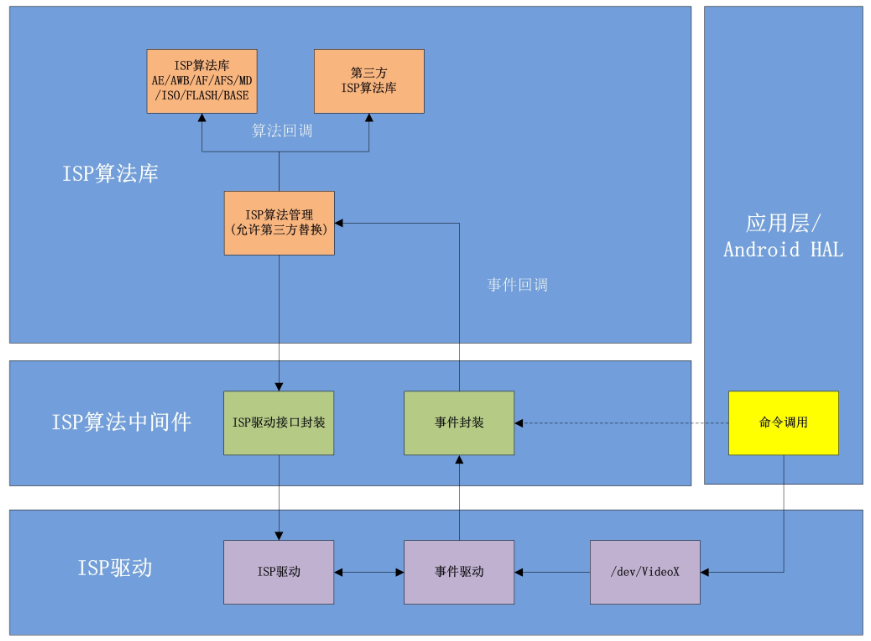 ISP算法库
AE/AWB/AF/AFS/MD
/ISO/FLASH/BASE
第三方
ISP算法库
算法回调
ISP算法库
ISP算法管理
(允许第三方替换)
事件回调
应用层/
Android HAL
ISP算法中间件
ISP驱动接口封装
事件封装
命令调用
ISP驱动
ISP驱动
事件驱动
/dev/VideoX